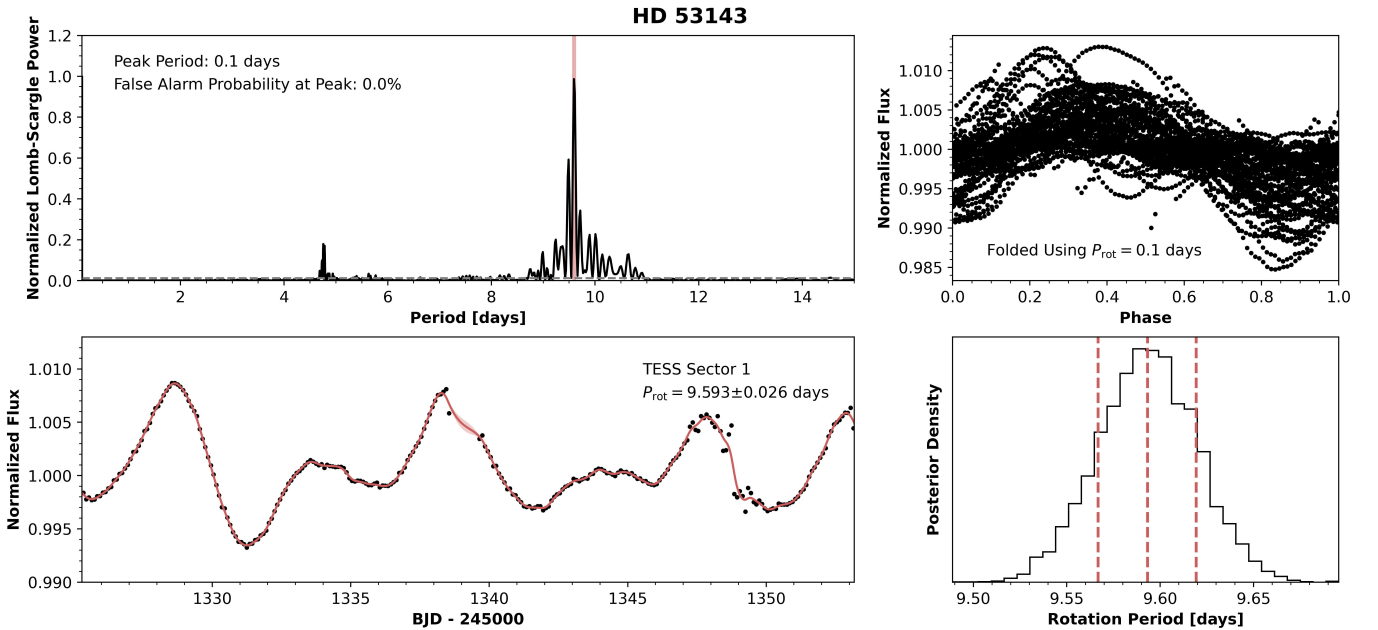 HD 53143
Normalized Lomb-Scargle Power
1.2
1.0
0.8
0.6
0.4
0.2
0.0
Peak Period: 0.1 days
False Alarm Probability at Peak: 0.0%
2 4 6 8 10 12 14
Period [days]
Normalized Flux
1.010
1.005
1.000
0.995
0.990
0.985
Folded Using Prot = 0.1 days
0.0 0.2 0.4 0.6 0.8 1.0
Phase
Normalized Flux
1.010
1.005
1.000
0.995
0.990
TESS Sector 1
Prot = 9.593±0.026 days
1330 1335 1340 1345 1350
BJD - 245000
Posterior Density
9.50 9.55 9.60 9.65
Rotation Period [days]